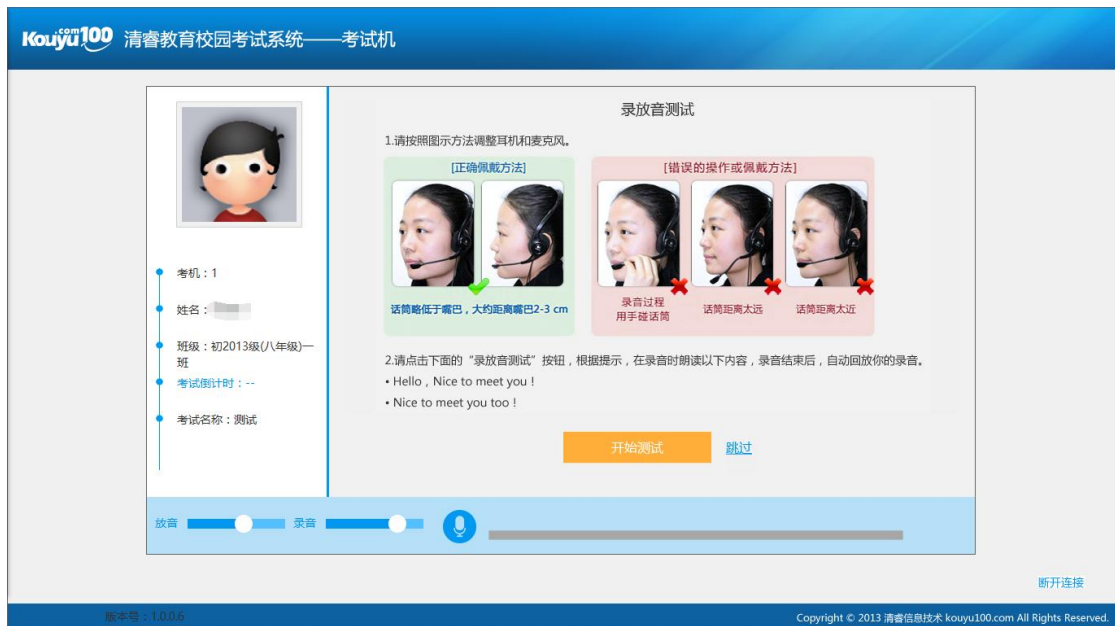 Kouyu100.com 清睿教育校园考试系统——考试机
录放音测试
1.请按照图示方法调整耳机和麦克风。
[正确佩戴方法]
[错误的操作或佩戴方法]
话筒略低于嘴巴，大约距离嘴巴2-3 cm
录音过程
用手碰话筒
话筒距离太远
话筒距离太近
2.请点击下面的“录放音测试”按钮，根据提示，在录音时朗读以下内容，录音结束后，自动回放你的录音。
• Hello，Nice to meet you！
• Nice to meet you too！
开始测试 跳过
考机：1
姓名：
班级：初2013级(八年级)一
班
考试倒计时：--
考试名称：测试
放音 录音
断开连接
版本号：1.0.0.6
Copyright © 2013 清睿信息技术 kouyu100.com All Rights Reserved.